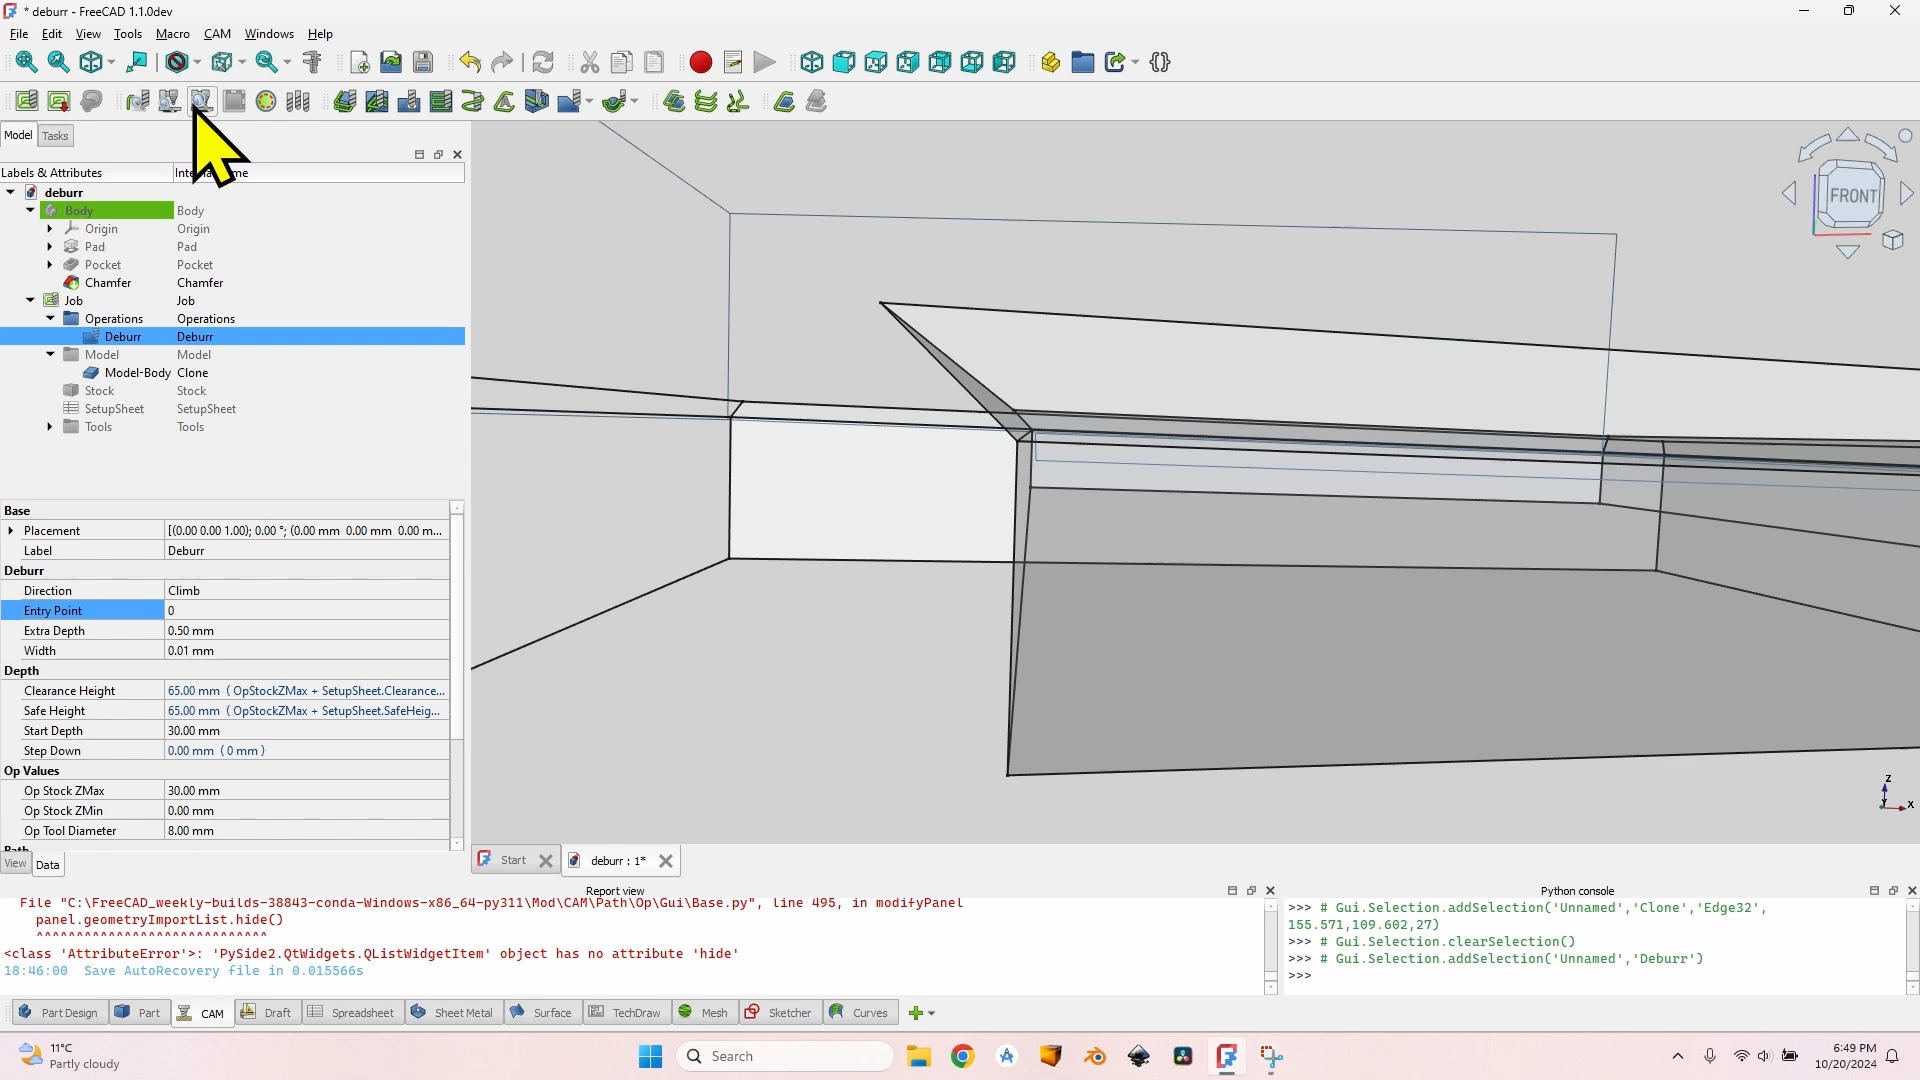 * deburr - FreeCAD 1.1.0dev
File Edit View Tools Macro CAM Windows Help
Model Tasks
Labels & Attributes
deburr
Body Body
Origin Origin
Pad Pad
Pocket Pocket
Chamfer Chamfer
Job Job
Operations Operations
Deburr Deburr
Model Model
Model-Body Clone
Stock Stock
SetupSheet SetupSheet
Tools Tools
FRONT
Base
Placement [(0.00 0.00 1.00); 0.00 °; (0.00 mm 0.00 mm 0.00 m...
Label Deburr
Deburr
Direction Climb
Entry Point 0
Extra Depth 0.50 mm
Width 0.01 mm
Depth
Clearance Height 65.00 mm ( OpStockZMax + SetupSheet.Clearance...
Safe Height 65.00 mm ( OpStockZMax + SetupSheet.SafeHeig...
Start Depth 30.00 mm
Step Down 0.00 mm ( 0 mm )
Op Values
Op Stock ZMax 30.00 mm
Op Stock ZMin 0.00 mm
Op Tool Diameter 8.00 mm
Path
View Data
Z
Y
X
Start deburr : 1*
Report view
File "C:\FreeCAD_weekly-builds-38843-conda-Windows-x86_64-py311\Mod\CAM\Path\Op\Gui\Base.py", line 495, in modifyPanel
panel.geometryImportList.hide()
^^^^^^^^^^^^^^^^^^^^^^^^^^^^^
<class 'AttributeError'>: 'PySide2.QtWidgets.QListWidgetItem' object has no attribute 'hide'
18:46:00 Save AutoRecovery file in 0.015566s
Python console
>>> # Gui.Selection.addSelection('Unnamed','Clone','Edge32',
155.571,109.602,27)
>>> # Gui.Selection.clearSelection()
>>> # Gui.Selection.addSelection('Unnamed','Deburr')
>>>
Part Design Part CAM Draft Spreadsheet Sheet Metal Surface TechDraw Mesh Sketcher Curves
11°C
Partly cloudy
Search
6:49 PM
10/20/2024